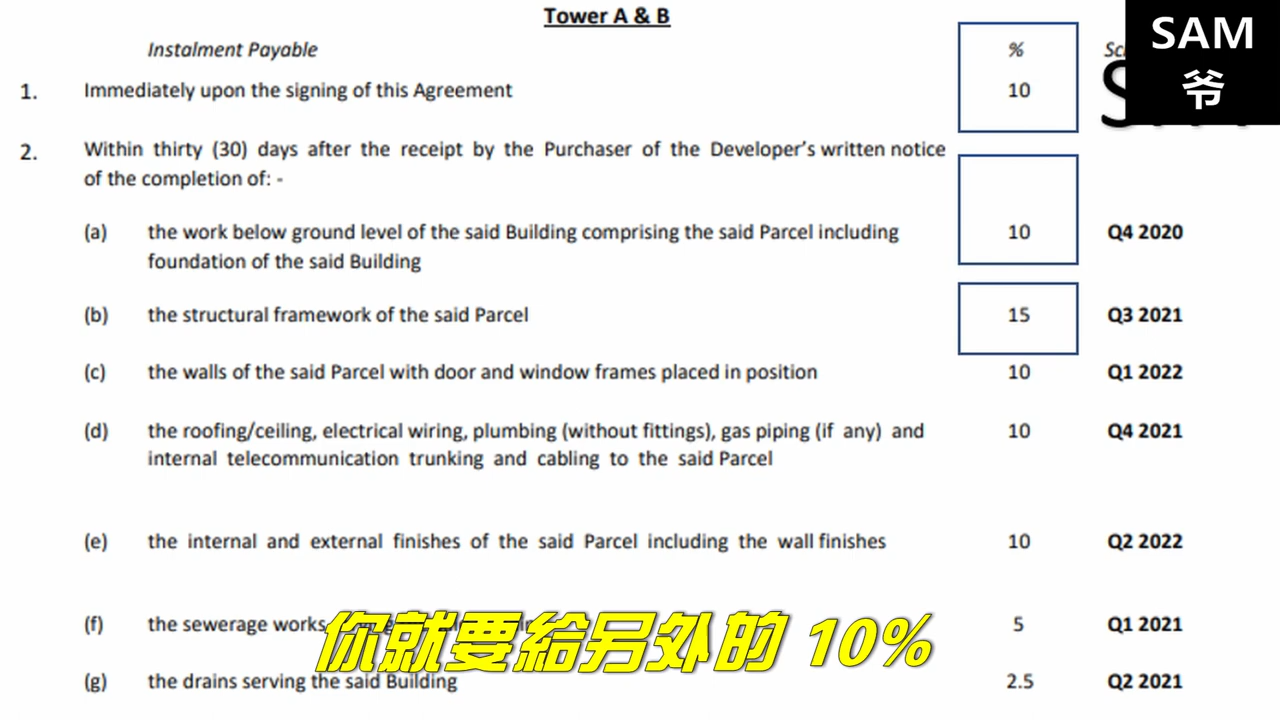 Tower A & B
Instalment Payable % 
SAM
爷
1. Immediately upon the signing of this Agreement 10
2. Within thirty (30) days after the receipt by the Purchaser of the Developer's written notice
of the completion of: -
(a) the work below ground level of the said Building comprising the said Parcel including 10 Q4 2020
foundation of the said Building
(b) the structural framework of the said Parcel 15 Q3 2021
(c) the walls of the said Parcel with door and window frames placed in position 10 Q1 2022
(d) the roofing/ceiling, electrical wiring, plumbing (without fittings), gas piping (if any) and 10 Q4 2021
internal telecommunication trunking and cabling to the said Parcel
(e) the internal and external finishes of the said Parcel including the wall finishes 10 Q2 2022
(f) the sewerage works 5 Q1 2021
你就要給另外的 10%
(g) the drains serving the said Building 2.5 Q2 2021